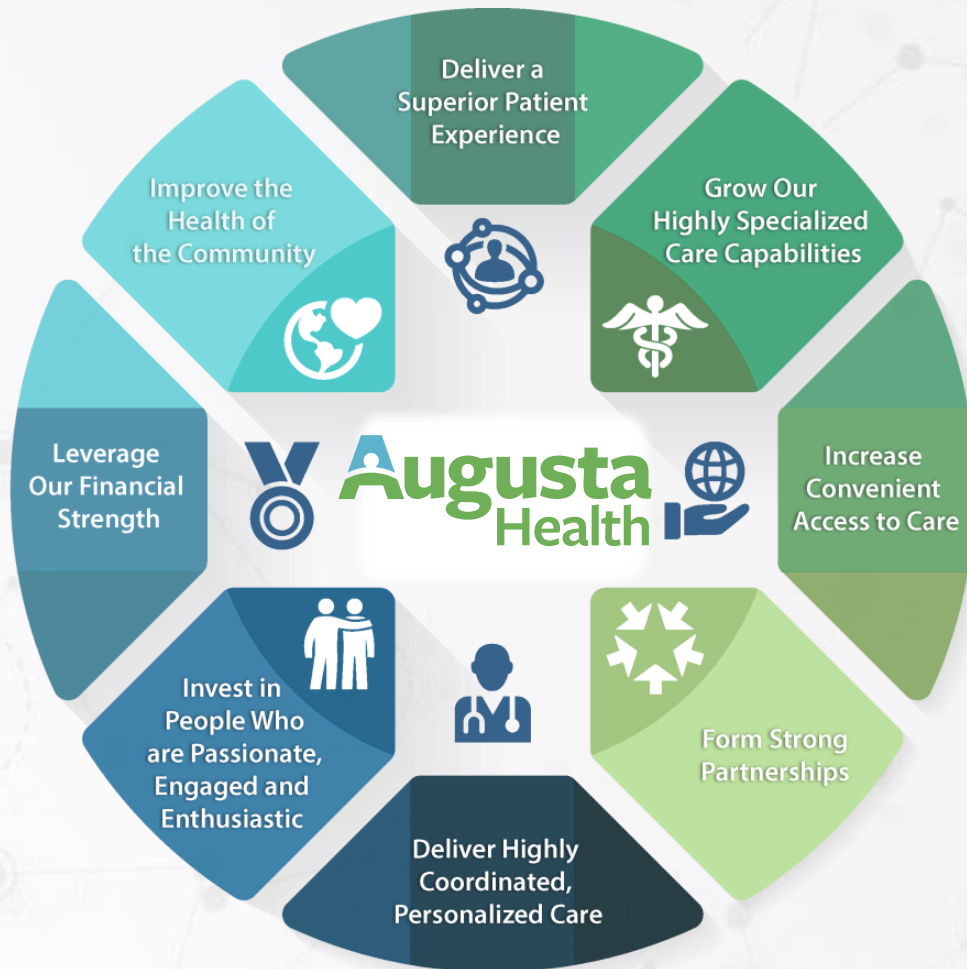 Deliver a
Superior Patient
Experience
Grow Our
Highly Specialized
Care Capabilities
Increase
Convenient
Access to Care
Form Strong
Partnerships
Deliver Highly
Coordinated,
Personalized Care
Invest in
People Who
are Passionate,
Engaged and
Enthusiastic
Leverage
Our Financial
Strength
Improve the
Health of
the Community
Augusta
Health